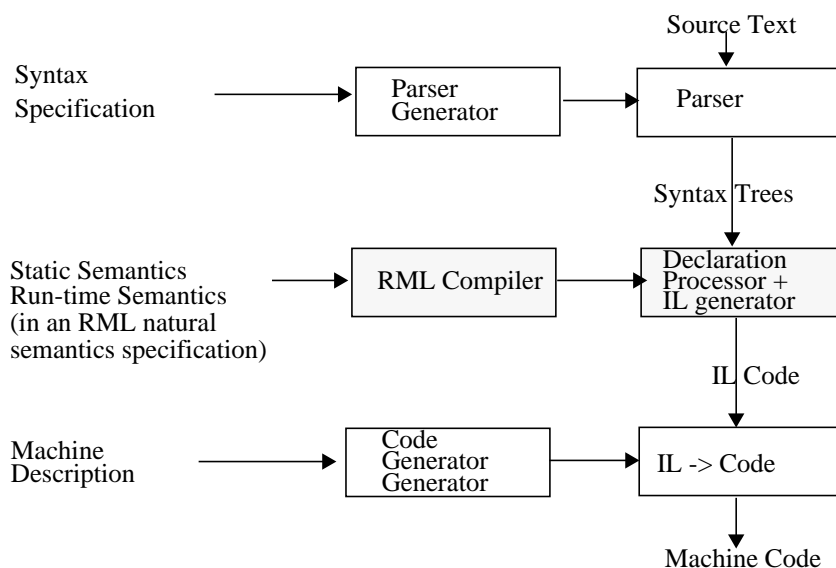 Source Text
Syntax
Specification
Parser
Generator
Parser
Syntax Trees
Static Semantics
Run-time Semantics
(in an RML natural
semantics specification)
RML Compiler
Declaration
Processor +
IL generator
IL Code
Machine
Description
Code
Generator
Generator
IL -> Code
Machine Code